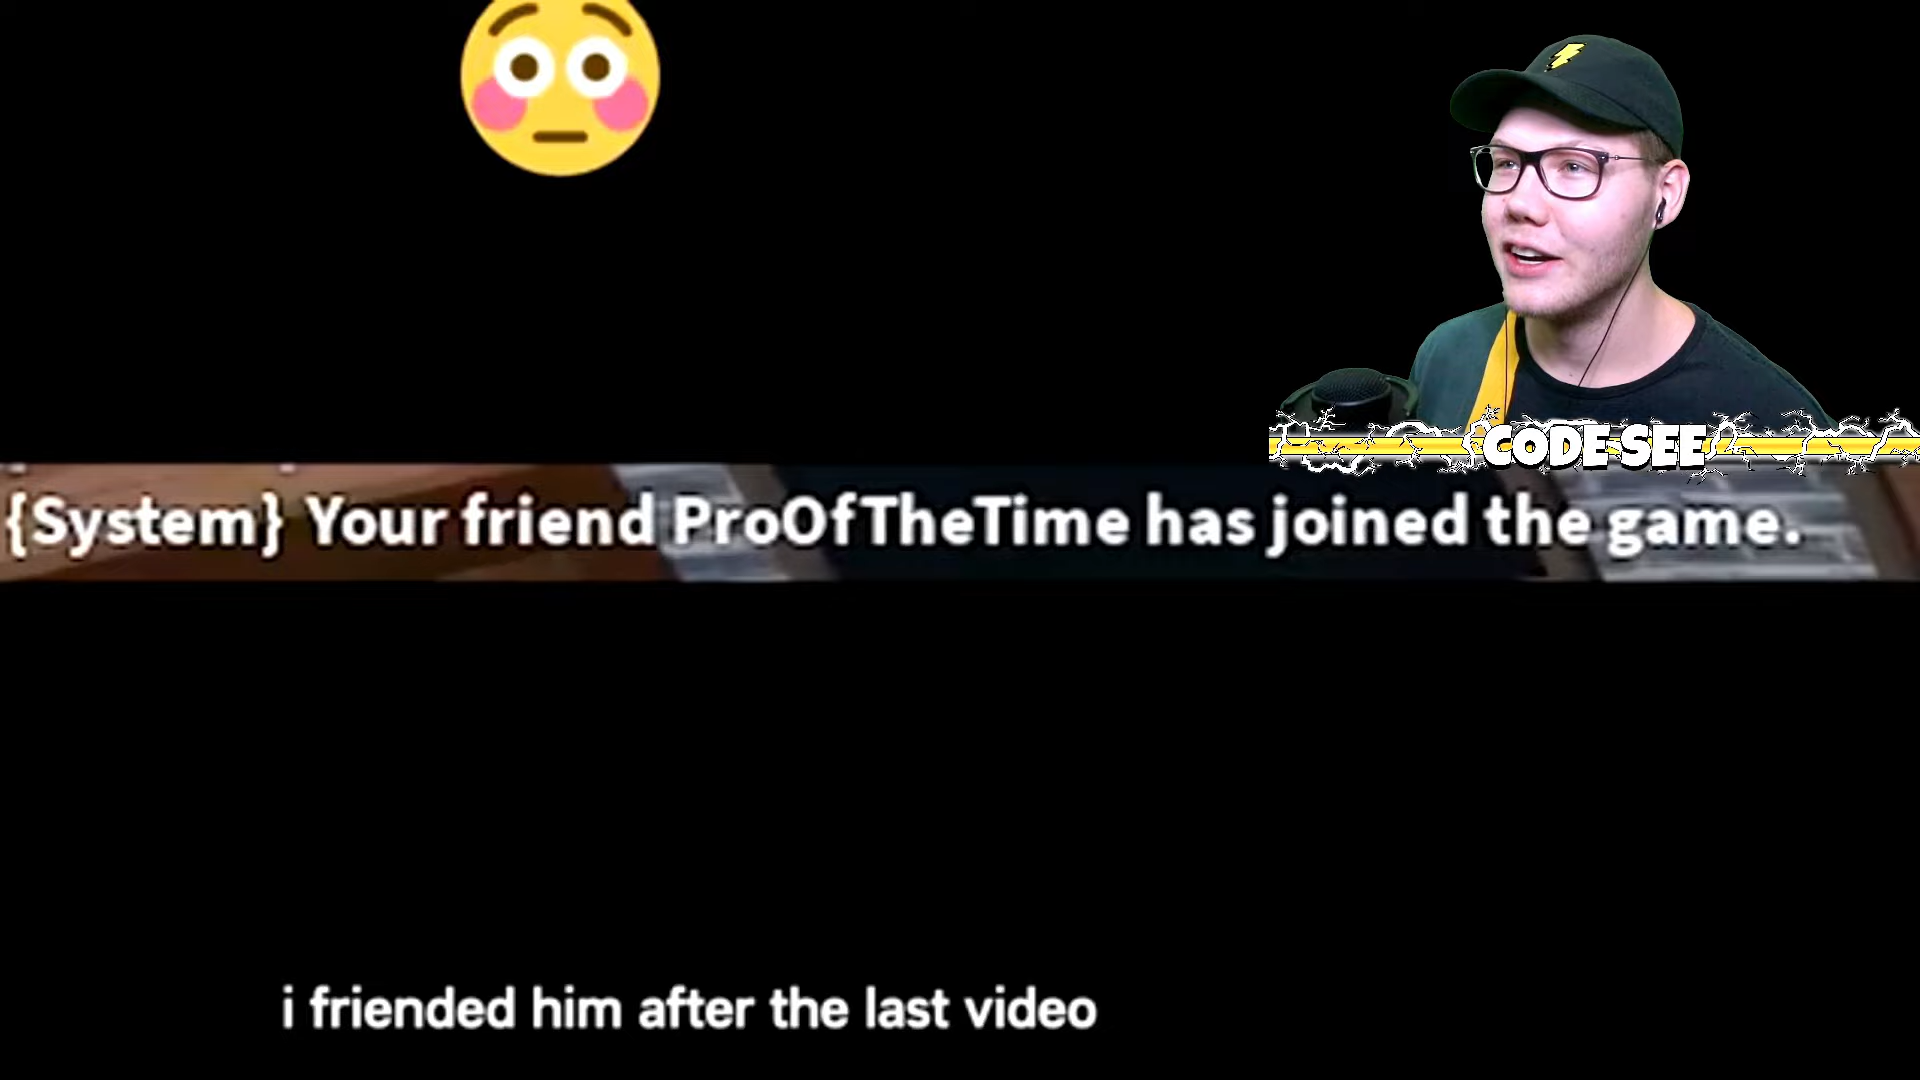 CODE SEE
{System} Your friend ProOfTheTime has joined the game.
i friended him after the last video